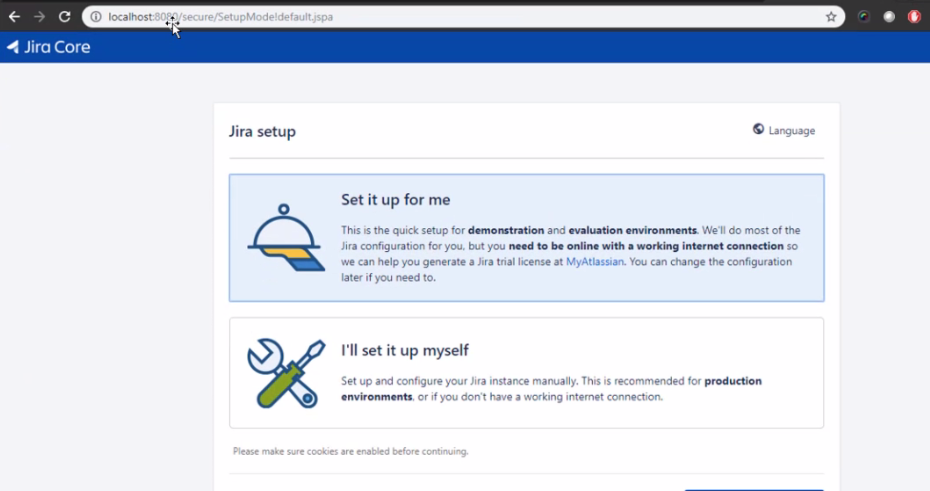 localhost:8080/secure/SetupMode!default.jspa
Jira Core
Jira setup
Language
Set it up for me
This is the quick setup for demonstration and evaluation environments. We'll do most of the
Jira configuration for you, but you need to be online with a working internet connection so
we can help you generate a Jira trial license at MyAtlassian. You can change the configuration
later if you need to.
I'll set it up myself
Set up and configure your Jira instance manually. This is recommended for production
environments, or if you don't have a working internet connection.
Please make sure cookies are enabled before continuing.